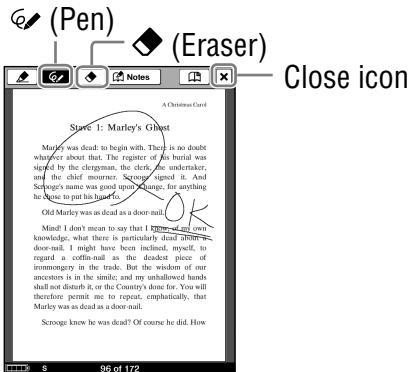 (Pen)
(Eraser)
Notes
Close icon
A Christmas Carol
Stave 1: Marley's Ghost
Marley was dead: to begin with. There is no doubt
whatever about that. The register of his burial was
signed by the clergyman, the clerk, the undertaker,
and the chief mourner. Scrooge signed it. And
Scrooge's name was good upon 'Change, for anything
he chose to put his hand to.
OK
Old Marley was as dead as a door-nail.
Mind! I don't mean to say that I know, of my own
knowledge, what there is particularly dead about a
door-nail. I might have been inclined, myself, to
regard a coffin-nail as the deadest piece of
ironmongery in the trade. But the wisdom of our
ancestors is in the simile; and my unhallowed hands
shall not disturb it, or the Country's done for. You will
therefore permit me to repeat, emphatically, that
Marley was as dead as a door-nail.
Scrooge knew he was dead? Of course he did. How
S
96 of 172